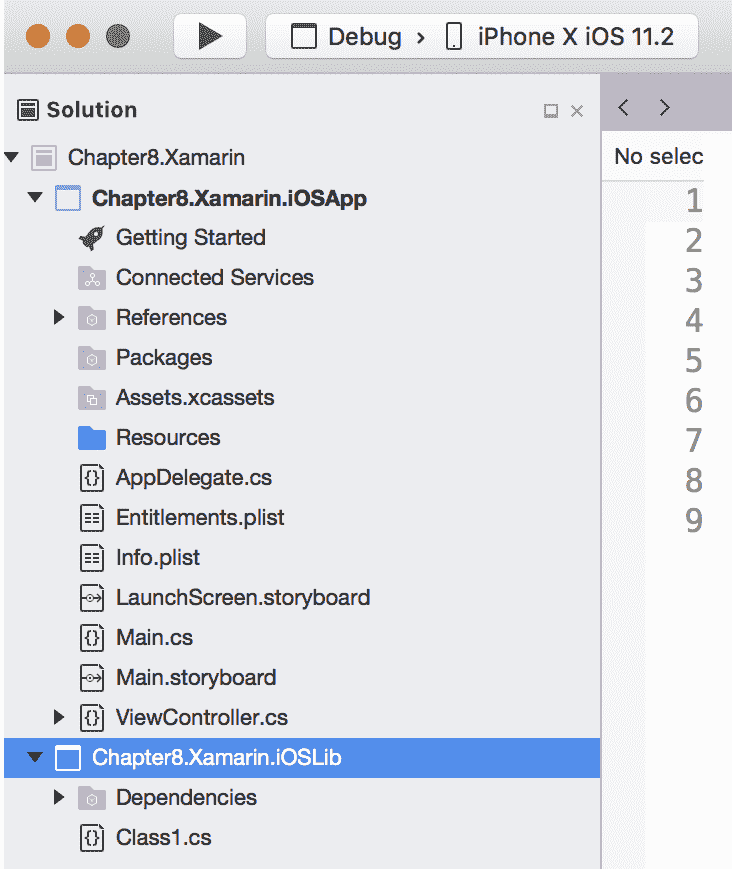 Debug › iPhone X iOS 11.2
Solution
No selec
Chapter8.Xamarin
Chapter8.Xamarin.iOSApp
Getting Started
Connected Services
References
Packages
Assets.xcassets
Resources
AppDelegate.cs
Entitlements.plist
Info.plist
LaunchScreen.storyboard
Main.cs
Main.storyboard
ViewController.cs
Chapter8.Xamarin.iOSLib
Dependencies
Class1.cs
1
2
3
4
5
6
7
8
9